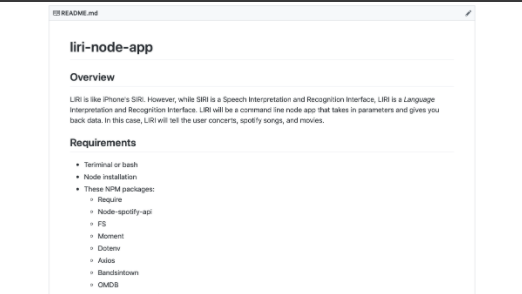 README.md
liri-node-app
Overview
LIRI is like iPhone's SIRI. However, while SIRI is a Speech Interpretation and Recognition Interface, LIRI is a Language
Interpretation and Recognition Interface. LIRI will be a command line node app that takes in parameters and gives you
back data. In this case, LIRI will tell the user concerts, spotify songs, and movies.
Requirements
Teriminal or bash
Node installation
These NPM packages:
Require
Node-spotify-api
FS
Moment
Dotenv
Axios
Bandsintown
OMDB